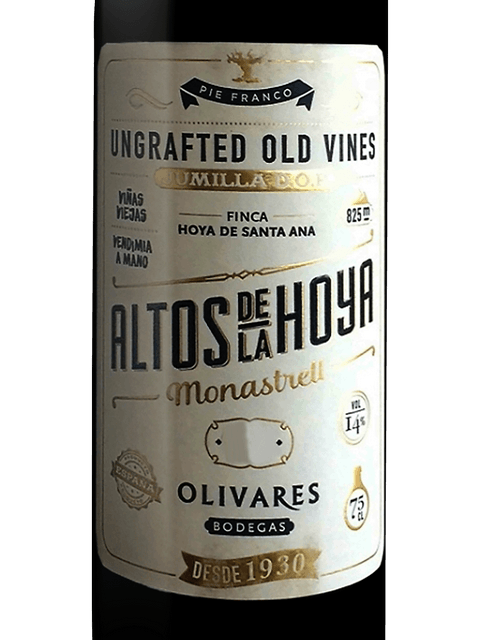 PIE FRANCO
UNGRAFTED OLD VINES
JUMILLA D.O.P
VIÑAS
VIEJAS
FINCA
HOYA DE SANTA ANA
825 m
VENDIMIA
A MANO
ALTOS DE LA HOYA
Monastrell
VOL
14%
ESPAÑA
OLIVARES
BODEGAS
75
CL
DESDE 1930